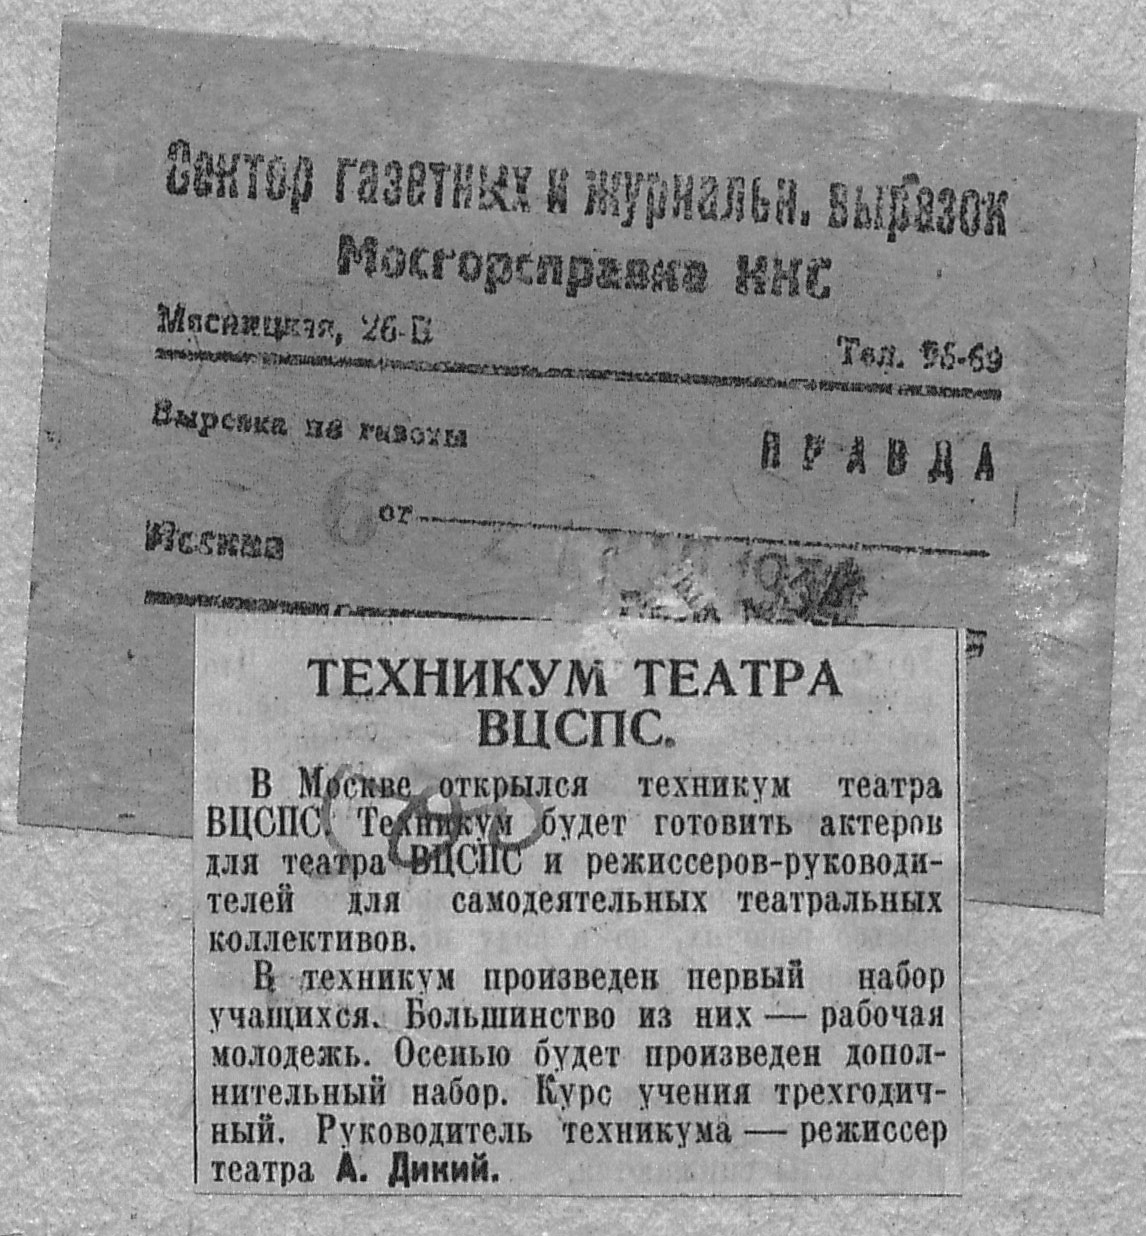 Сектор газетных и журнальн. вырезок
Мосгорсправка ННС
Мясницкая, 26-В
Тел. 96-69
Вырезка из газеты
ПРАВДА
от
Москва
ТЕХНИКУМ ТЕАТРА
ВЦСПС.
В Москве открылся техникум театра
ВЦСПС. Техникум будет готовить актеров
для театра ВЦСПС и режиссеров-руководи-
телей для самодеятельных театральных
коллективов.
В техникум произведен первый набор
учащихся. Большинство из них — рабочая
молодежь. Осенью будет произведен допол-
нительный набор. Курс учения трехгодич-
ный. Руководитель техникума — режиссер
театра А. Дикий.